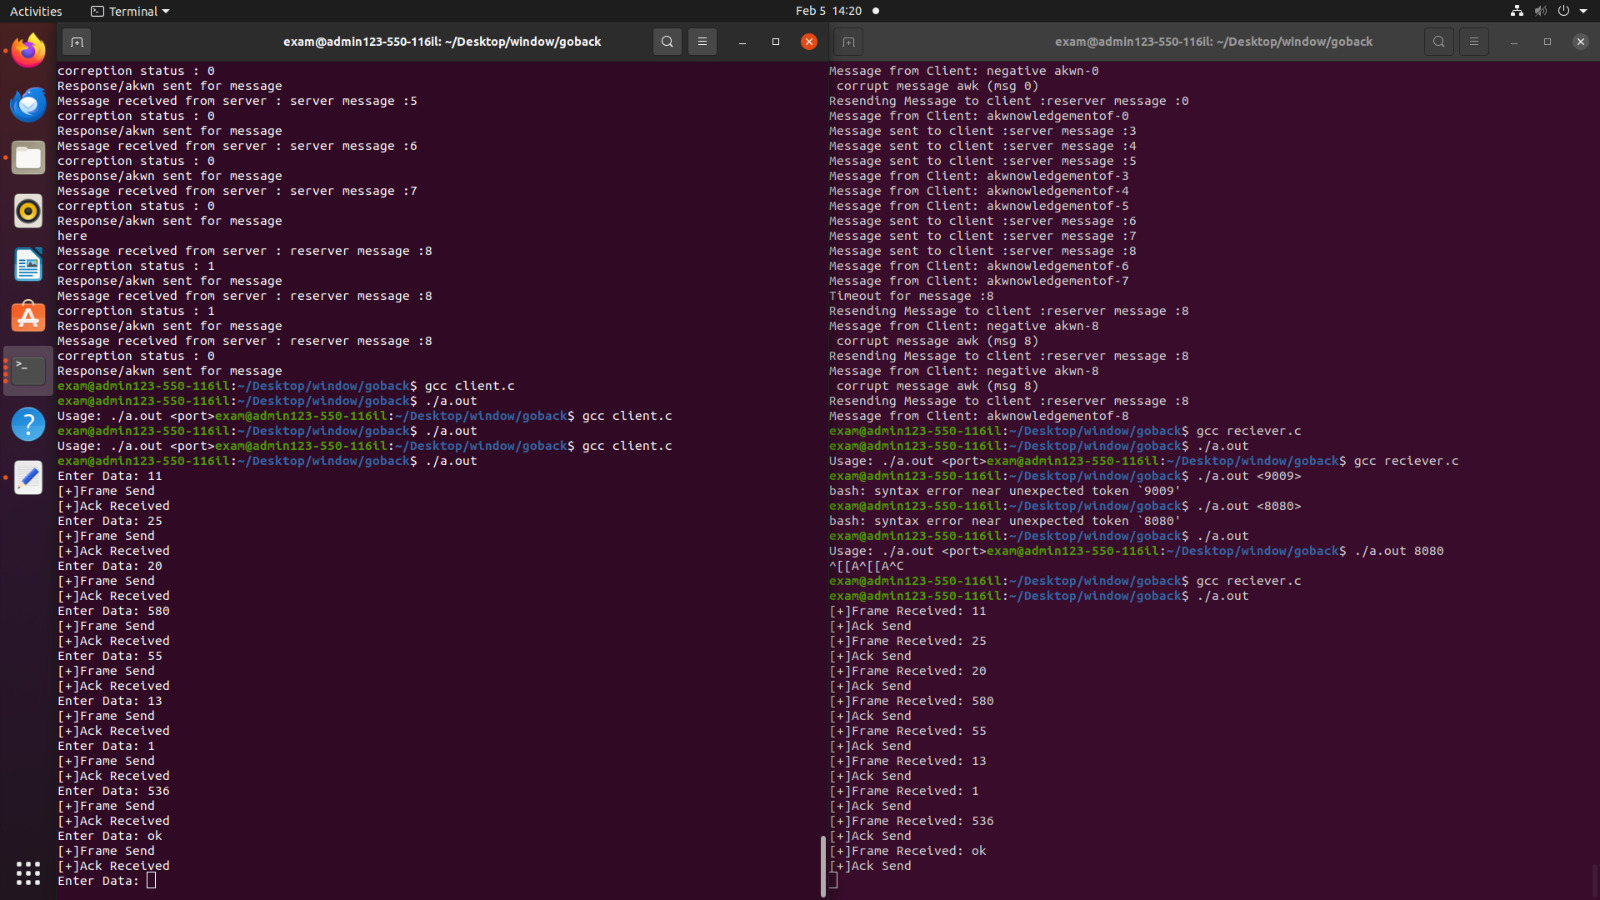 Activities
Terminal
Feb 5 14:20
exam@admin123-550-116il: ~/Desktop/window/goback
correption status : 0
Response/akwn sent for message
Message received from server : server message :5
correption status : 0
Response/akwn sent for message
Message received from server : server message :6
correption status : 0
Response/akwn sent for message
Message received from server : server message :7
correption status : 0
Response/akwn sent for message
here
Message received from server : reserver message :8
correption status : 1
Response/akwn sent for message
Message received from server : reserver message :8
correption status : 1
Response/akwn sent for message
Message received from server : reserver message :8
correption status : 0
Response/akwn sent for message
exam@admin123-550-116il:~/Desktop/window/goback$ gcc client.c
exam@admin123-550-116il:~/Desktop/window/goback$ ./a.out
Usage: ./a.out <port>exam@admin123-550-116il:~/Desktop/window/goback$ gcc client.c
exam@admin123-550-116il:~/Desktop/window/goback$ ./a.out
Usage: ./a.out <port>exam@admin123-550-116il:~/Desktop/window/goback$ gcc client.c
exam@admin123-550-116il:~/Desktop/window/goback$ ./a.out
Enter Data: 11
[+]Frame Send
[+]Ack Received
Enter Data: 25
[+]Frame Send
[+]Ack Received
Enter Data: 20
[+]Frame Send
[+]Ack Received
Enter Data: 580
[+]Frame Send
[+]Ack Received
Enter Data: 55
[+]Frame Send
[+]Ack Received
Enter Data: 13
[+]Frame Send
[+]Ack Received
Enter Data: 1
[+]Frame Send
[+]Ack Received
Enter Data: 536
[+]Frame Send
[+]Ack Received
Enter Data: ok
[+]Frame Send
[+]Ack Received
Enter Data:
exam@admin123-550-116il: ~/Desktop/window/goback
Message from Client: negative akwn-0
corrupt message awk (msg 0)
Resending Message to client :reserver message :0
Message from Client: akwnowledgementof-0
Message sent to client :server message :3
Message sent to client :server message :4
Message sent to client :server message :5
Message from Client: akwnowledgementof-3
Message from Client: akwnowledgementof-4
Message from Client: akwnowledgementof-5
Message sent to client :server message :6
Message sent to client :server message :7
Message sent to client :server message :8
Message from Client: akwnowledgementof-6
Message from Client: akwnowledgementof-7
Timeout for message :8
Resending Message to client :reserver message :8
Message from Client: negative akwn-8
corrupt message awk (msg 8)
Resending Message to client :reserver message :8
Message from Client: negative akwn-8
corrupt message awk (msg 8)
Resending Message to client :reserver message :8
Message from Client: akwnowledgementof-8
exam@admin123-550-116il:~/Desktop/window/goback$ gcc reciever.c
exam@admin123-550-116il:~/Desktop/window/goback$ ./a.out
Usage: ./a.out <port>exam@admin123-550-116il:~/Desktop/window/goback$ gcc reciever.c
exam@admin123-550-116il:~/Desktop/window/goback$ ./a.out <9009>
bash: syntax error near unexpected token `9009'
exam@admin123-550-116il:~/Desktop/window/goback$ ./a.out <8080>
bash: syntax error near unexpected token `8080'
exam@admin123-550-116il:~/Desktop/window/goback$ ./a.out
Usage: ./a.out <port>exam@admin123-550-116il:~/Desktop/window/goback$ ./a.out 8080
^[[A^[[A^C
exam@admin123-550-116il:~/Desktop/window/goback$ gcc reciever.c
exam@admin123-550-116il:~/Desktop/window/goback$ ./a.out
[+]Frame Received: 11
[+]Ack Send
[+]Frame Received: 25
[+]Ack Send
[+]Frame Received: 20
[+]Ack Send
[+]Frame Received: 580
[+]Ack Send
[+]Frame Received: 55
[+]Ack Send
[+]Frame Received: 13
[+]Ack Send
[+]Frame Received: 1
[+]Ack Send
[+]Frame Received: 536
[+]Ack Send
[+]Frame Received: ok
[+]Ack Send